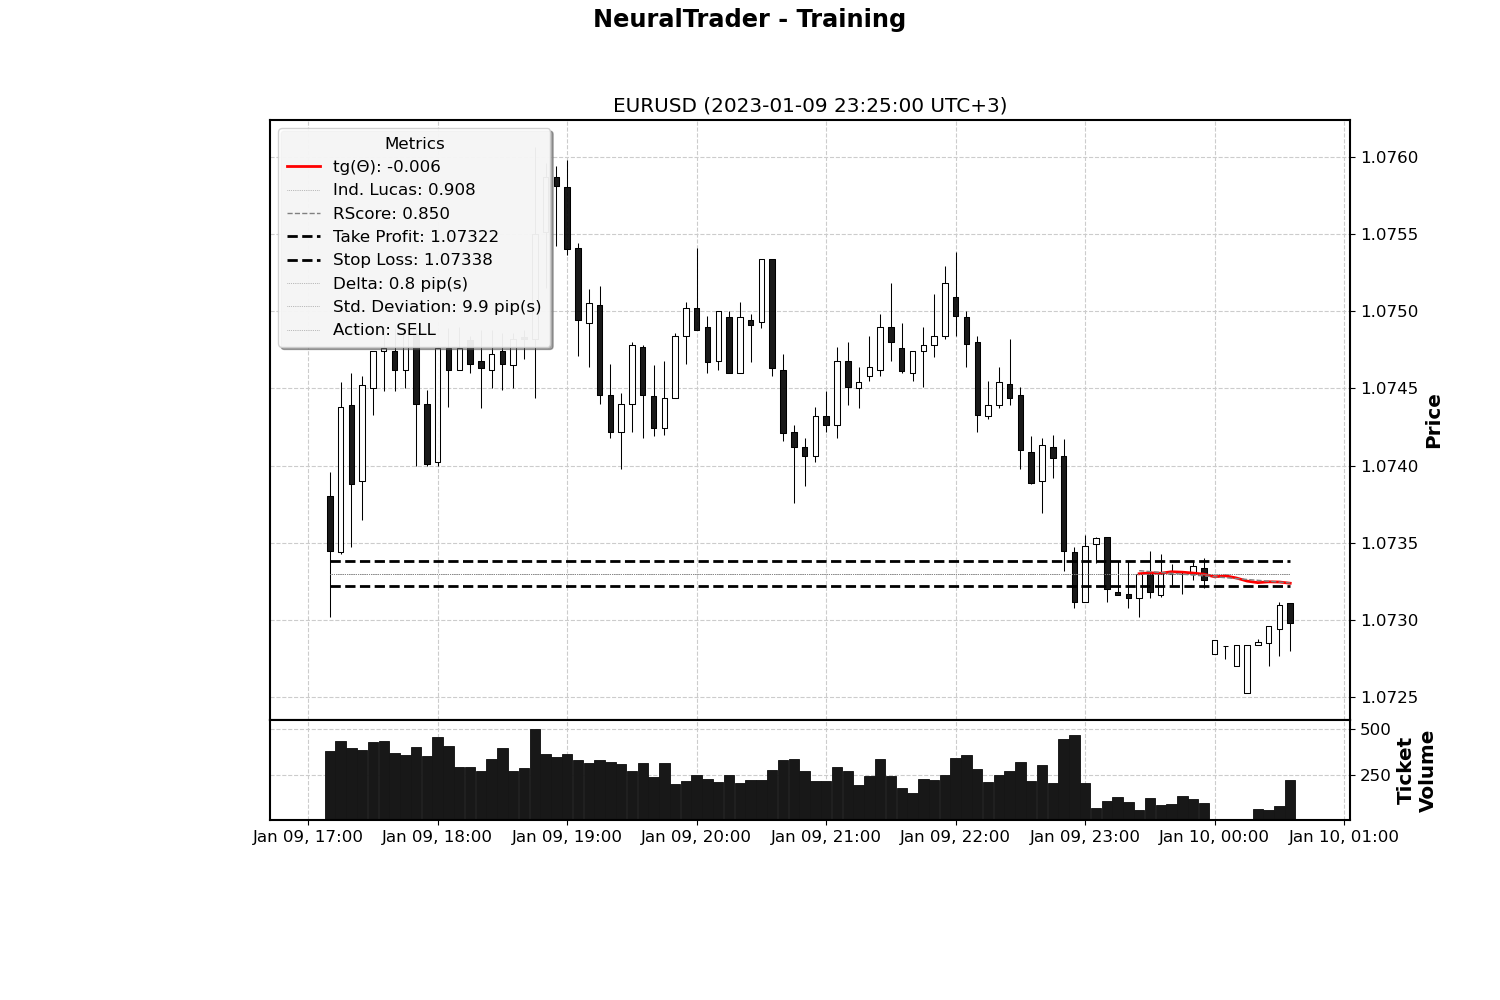 NeuralTrader - Training
EURUSD (2023-01-09 23:25:00 UTC+3)
Metrics
tg(Θ): -0.006
Ind. Lucas: 0.908
RScore: 0.850
Take Profit: 1.07322
Stop Loss: 1.07338
Delta: 0.8 pip(s)
Std. Deviation: 9.9 pip(s)
Action: SELL
1.0760
1.0755
1.0750
1.0745
1.0740
1.0735
1.0730
1.0725
Price
500
250
Ticket
Volume
Jan 09, 17:00 Jan 09, 18:00 Jan 09, 19:00 Jan 09, 20:00 Jan 09, 21:00 Jan 09, 22:00 Jan 09, 23:00 Jan 10, 00:00 Jan 10, 01:00